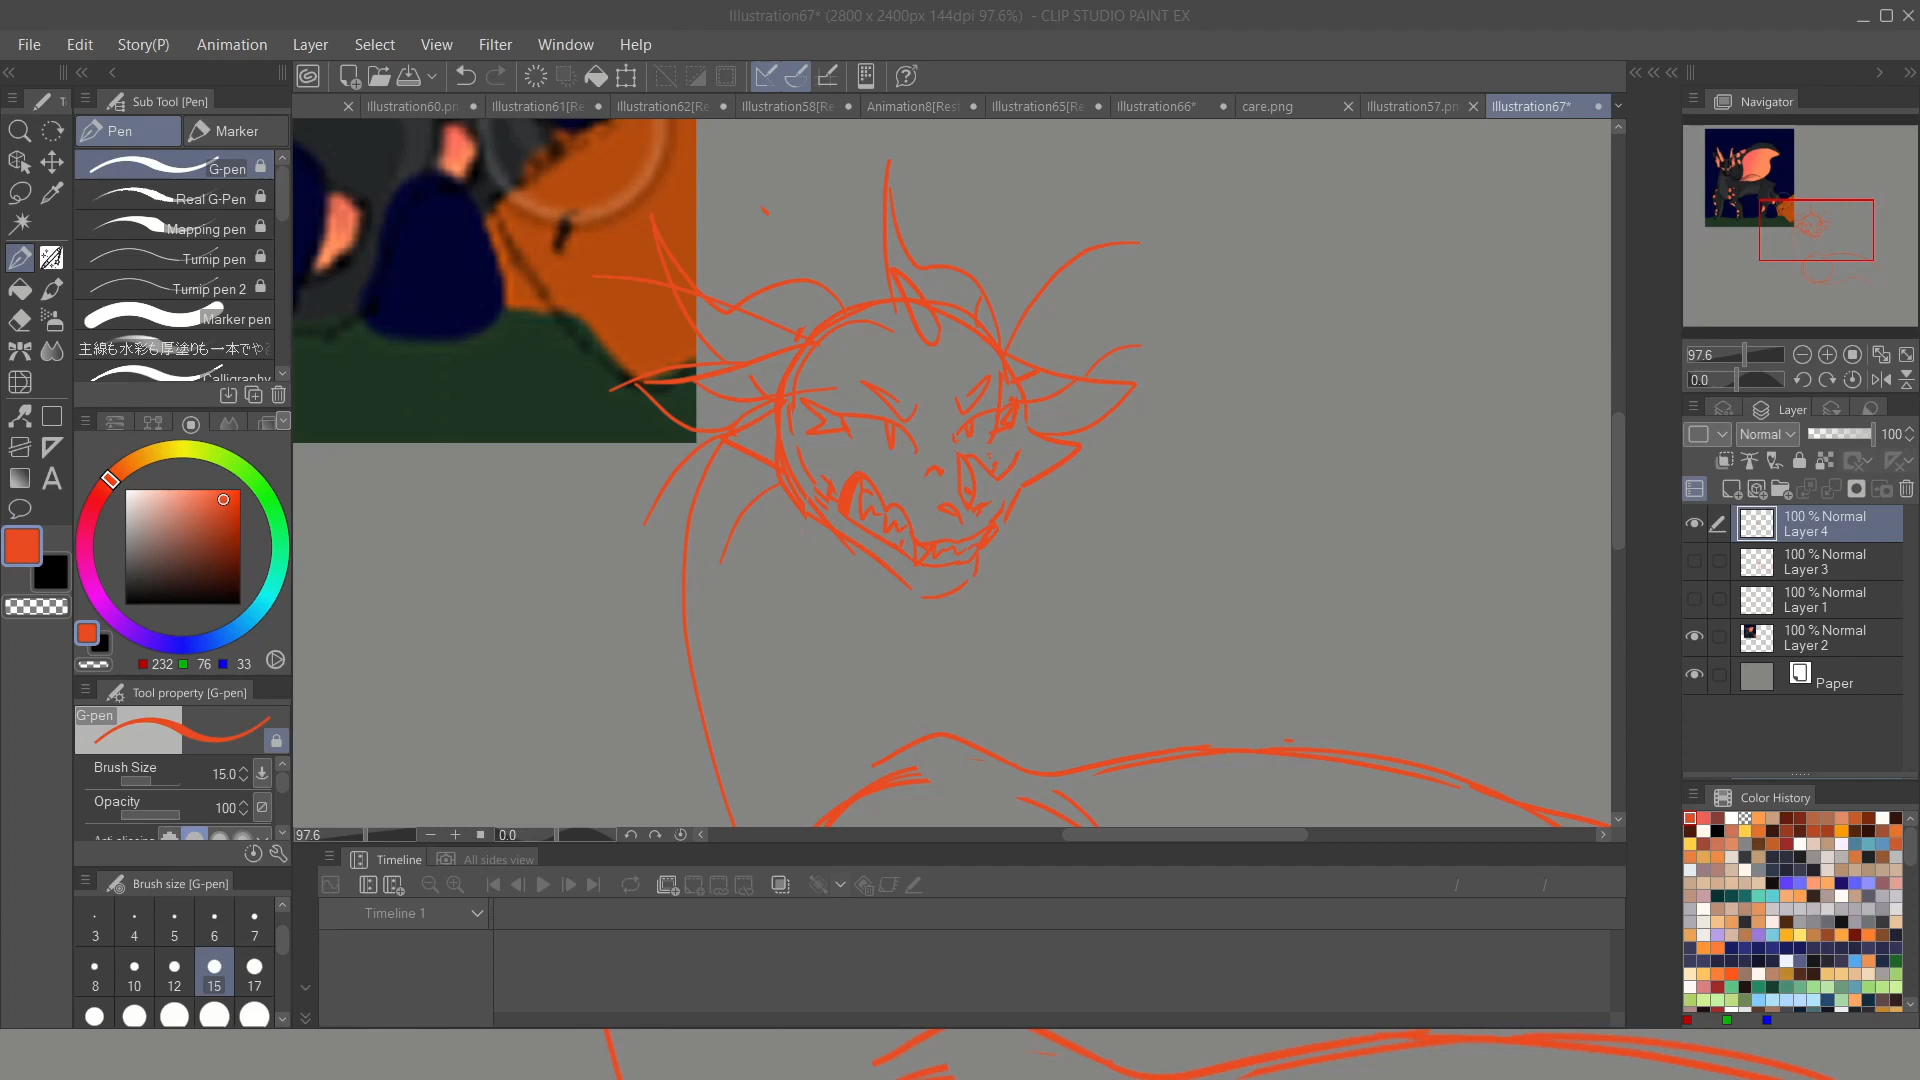 Illustration67* (2800 x 2400px 144dpi 97.6%) - CLIP STUDIO PAINT EX
File Edit Story(P) Animation Layer Select View Filter Window Help
Sub Tool [Pen]
Illustration60.pn Illustration61[Re Illustration62[Re Illustration58[Re Animation8[Rest Illustration65[Re Illustration66* care.png Illustration57.pn Illustration67*
Navigator
Pen Marker
G-pen
Real G-Pen
Mapping pen
Turnip pen
Turnip pen 2
Marker pen
主線も水彩も厚塗りも一本でや
Calligraphy
97.6
0.0
Layer
Normal 100
100 % Normal
Layer 4
100 % Normal
Layer 3
100 % Normal
Layer 1
100 % Normal
Layer 2
Paper
232 76 33
Tool property [G-pen]
G-pen
Brush Size 15.0
Opacity 100
97.6 0.0
Timeline All sides view
Timeline 1
/ /
Brush size [G-pen]
3 4 5 6 7
8 10 12 15 17
Color History